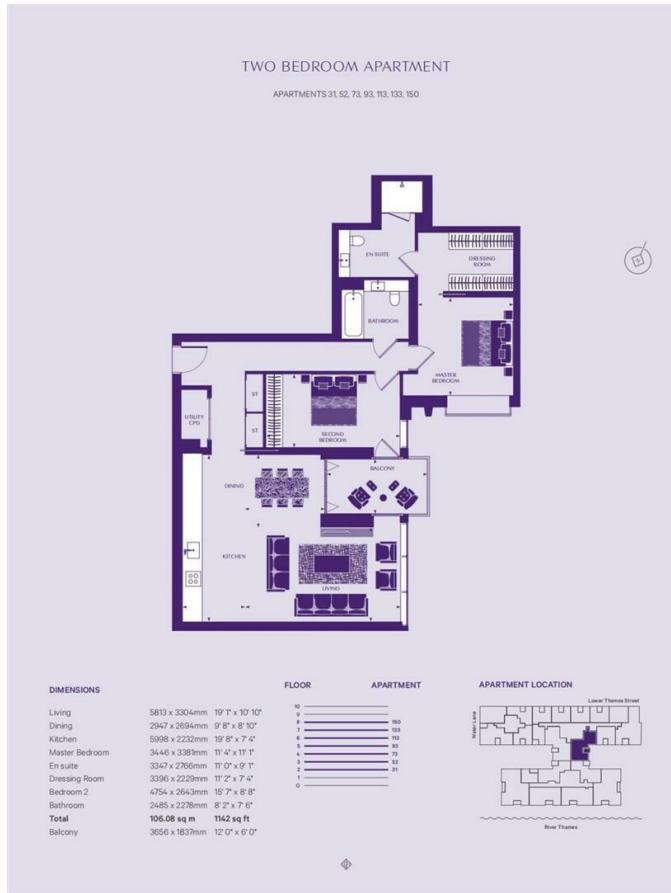 TWO BEDROOM APARTMENT
APARTMENTS 31, 52, 73, 93, 113, 133, 150
EN SUITE
DRESSING
ROOM
BATHROOM
MASTER
BEDROOM
UTILITY
CPD
ST
ST
SECOND
BEDROOM
BALCONY
DINING
KITCHEN
LIVING
DIMENSIONS
Living 5813 x 3304mm 19' 1" x 10' 10"
Dining 2947 x 2694mm 9' 8" x 8' 10"
Kitchen 5998 x 2232mm 19' 8" x 7' 4"
Master Bedroom 3446 x 3381mm 11' 4" x 11' 1"
En suite 3347 x 2766mm 11' 0" x 9' 1"
Dressing Room 3396 x 2229mm 11' 2" x 7' 4"
Bedroom 2 4754 x 2643mm 15' 7" x 8' 8"
Bathroom 2485 x 2278mm 8' 2" x 7' 6"
Total 106.08 sq m 1142 sq ft
Balcony 3656 x 1837mm 12' 0" x 6' 0"
FLOOR APARTMENT
10
9
8 150
7 133
6 113
5 93
4 73
3 52
2 31
1
0
APARTMENT LOCATION
Lower Thames Street
Water Lane
River Thames